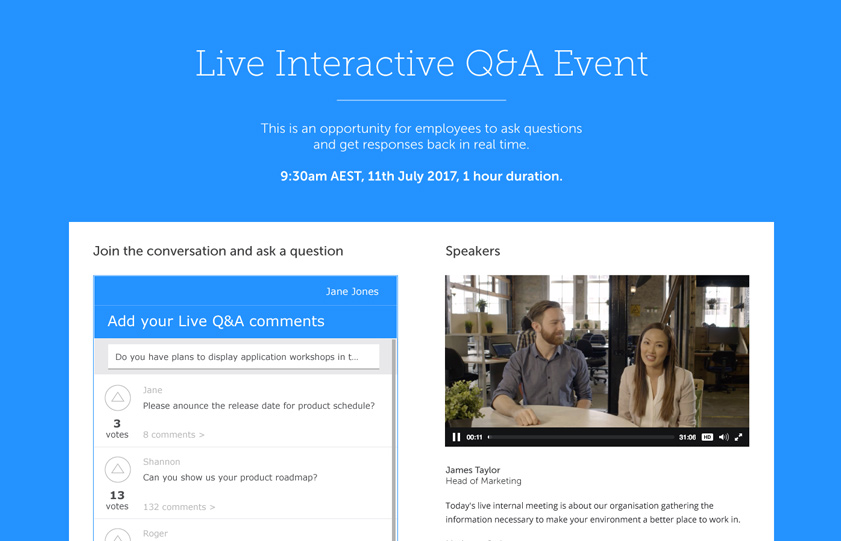 Live Interactive Q&A Event
This is an opportunity for employees to ask questions
and get responses back in real time.
9:30am AEST, 11th July 2017, 1 hour duration.
Join the conversation and ask a question
Jane Jones
Add your Live Q&A comments
Do you have plans to display application workshops in t...
Jane
Please anounce the release date for product schedule?
3
votes
8 comments >
Shannon
Can you show us your product roadmap?
13
votes
132 comments >
Roger
Speakers
00:11
31:06
HD
James Taylor
Head of Marketing
Today's live internal meeting is about our organisation gathering the
information necessary to make your environment a better place to work in.